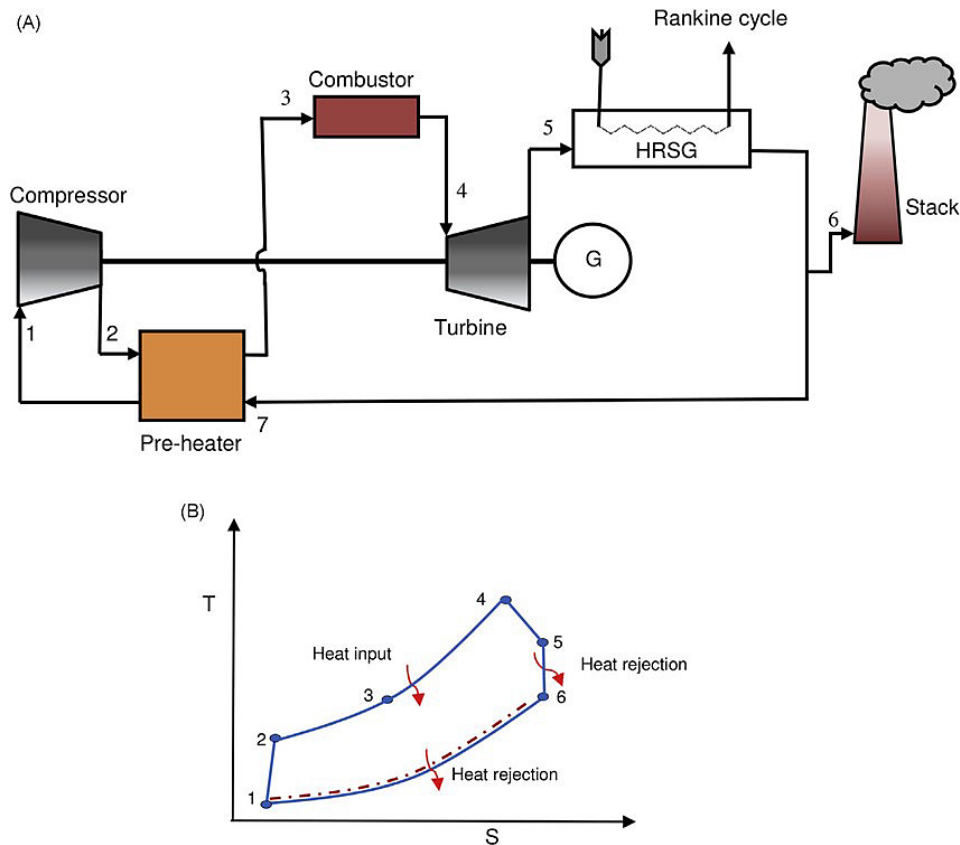 (A)
Rankine cycle
3
Combustor
5
HRSG
4
Compressor
6
Stack
G
1
2
Turbine
7
Pre-heater
(B)
T
4
Heat input
5
Heat rejection
3
6
2
Heat rejection
1
S